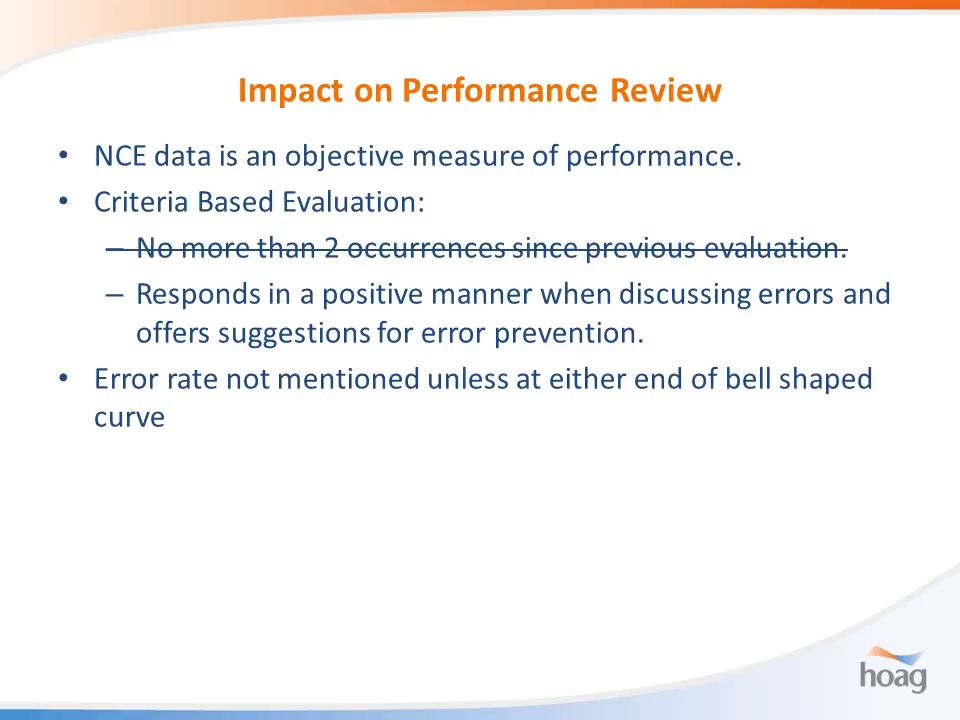 Impact on Performance Review
• NCE data is an objective measure of performance.
• Criteria Based Evaluation:
– No more than 2 occurrences since previous evaluation.
– Responds in a positive manner when discussing errors and
offers suggestions for error prevention.
• Error rate not mentioned unless at either end of bell shaped
curve
hoag